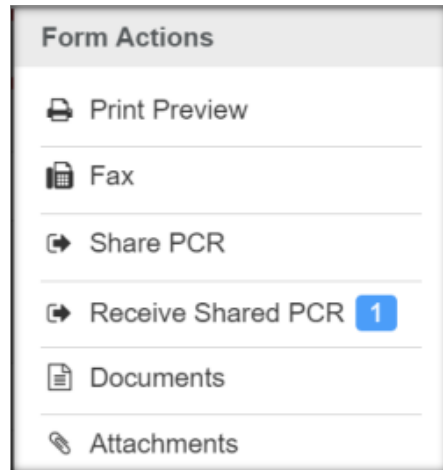 Form Actions
Print Preview
Fax
Share PCR
Receive Shared PCR 1
Documents
Attachments